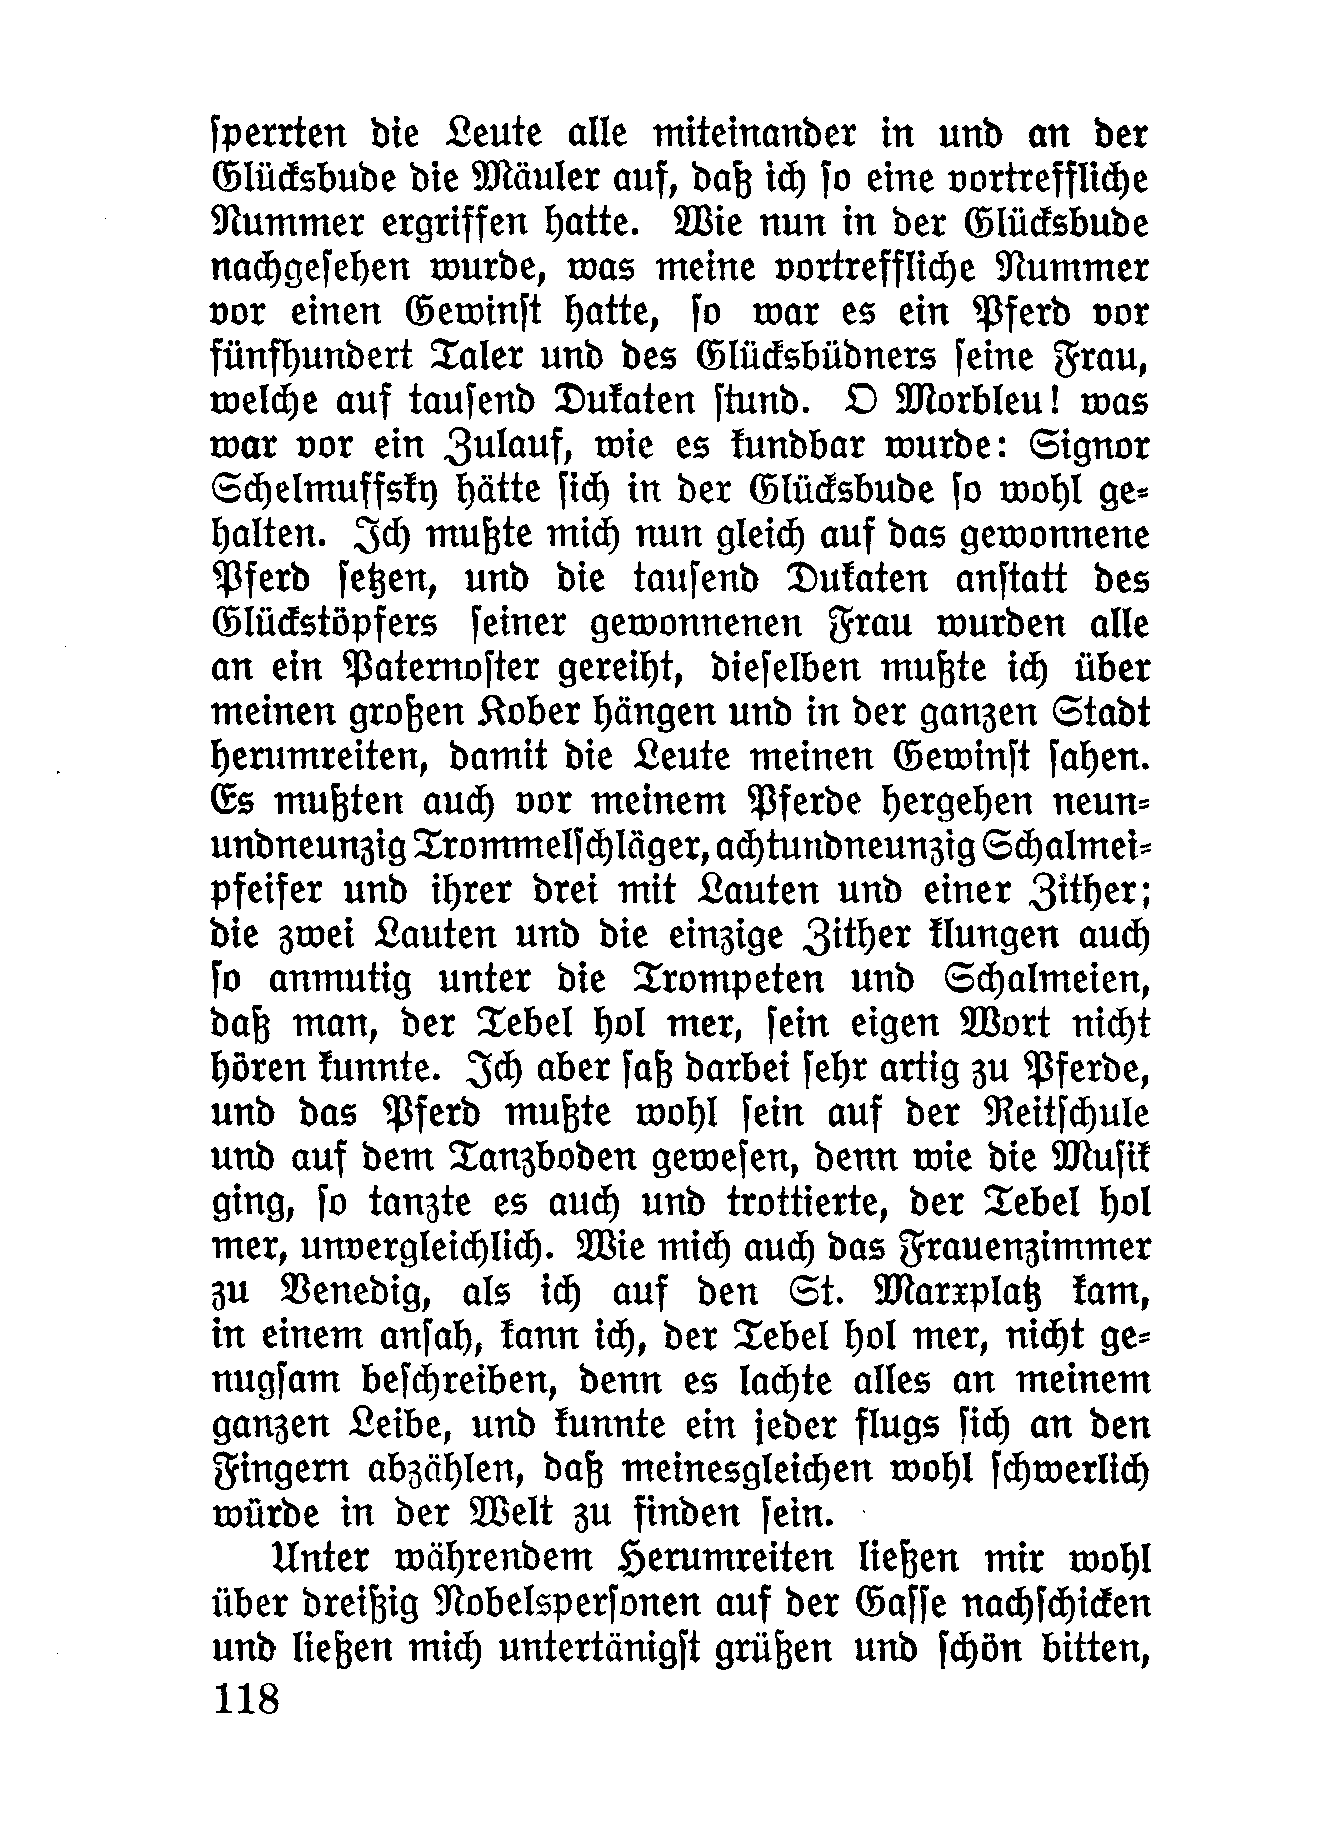 sperrten die Leute alle miteinander in und an der
Glücksbude die Mäuler auf, daß ich so eine vortreffliche
Nummer ergriffen hatte. Wie nun in der Glücksbude
nachgesehen wurde, was meine vortreffliche Nummer
vor einen Gewinst hatte, so war es ein Pferd vor
fünfhundert Taler und des Glücksbüdners seine Frau,
welche auf tausend Dukaten stund. O Morbleu! was
war vor ein Zulauf, wie es kundbar wurde: Signor
Schelmuffsky hätte sich in der Glücksbude so wohl ge-
halten. Ich mußte mich nun gleich auf das gewonnene
Pferd setzen, und die tausend Dukaten anstatt des
Glückstöpfers seiner gewonnenen Frau wurden alle
an ein Paternoster gereiht, dieselben mußte ich über
meinen großen Kober hängen und in der ganzen Stadt
herumreiten, damit die Leute meinen Gewinst sahen.
Es mußten auch vor meinem Pferde hergehen neun-
undneunzig Trommelschläger, achtundneunzig Schalmei-
pfeifer und ihrer drei mit Lauten und einer Zither;
die zwei Lauten und die einzige Zither klungen auch
so anmutig unter die Trompeten und Schalmeien,
daß man, der Tebel hol mer, sein eigen Wort nicht
hören kunnte. Ich aber saß darbei sehr artig zu Pferde,
und das Pferd mußte wohl sein auf der Reitschule
und auf dem Tanzboden gewesen, denn wie die Musik
ging, so tanzte es auch und trottierte, der Tebel hol
mer, unvergleichlich. Wie mich auch das Frauenzimmer
zu Venedig, als ich auf den St. Marxplatz kam,
in einem ansah, kann ich, der Tebel hol mer, nicht ge-
nugsam beschreiben, denn es lachte alles an meinem
ganzen Leibe, und kunnte ein jeder flugs sich an den
Fingern abzählen, daß meinesgleichen wohl schwerlich
würde in der Welt zu finden sein.
Unter währendem Herumreiten ließen mir wohl
über dreißig Nobelspersonen auf der Gasse nachschicken
und ließen mich untertänigst grüßen und schön bitten,
118